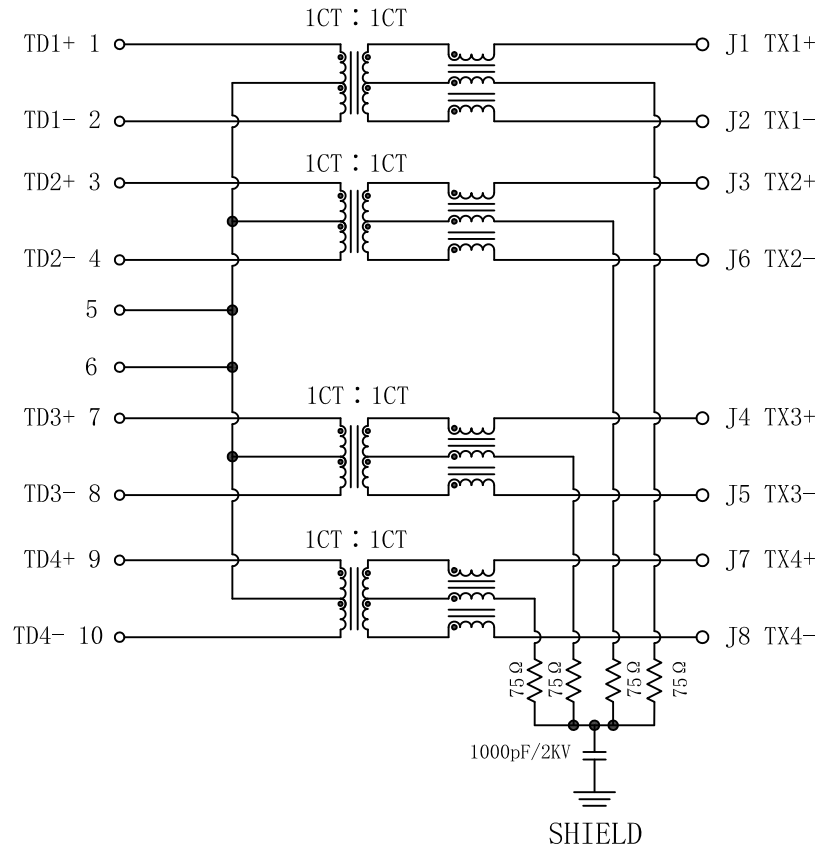 1CT : 1CT
TD1+ 1
J1 TX1+
TD1- 2
J2 TX1-
1CT : 1CT
TD2+ 3
J3 TX2+
TD2- 4
J6 TX2-
5
6
1CT : 1CT
TD3+ 7
J4 TX3+
TD3- 8
J5 TX3-
1CT : 1CT
TD4+ 9
J7 TX4+
TD4- 10
J8 TX4-
75Ω
75Ω
75Ω
75Ω
1000pF/2KV
SHIELD